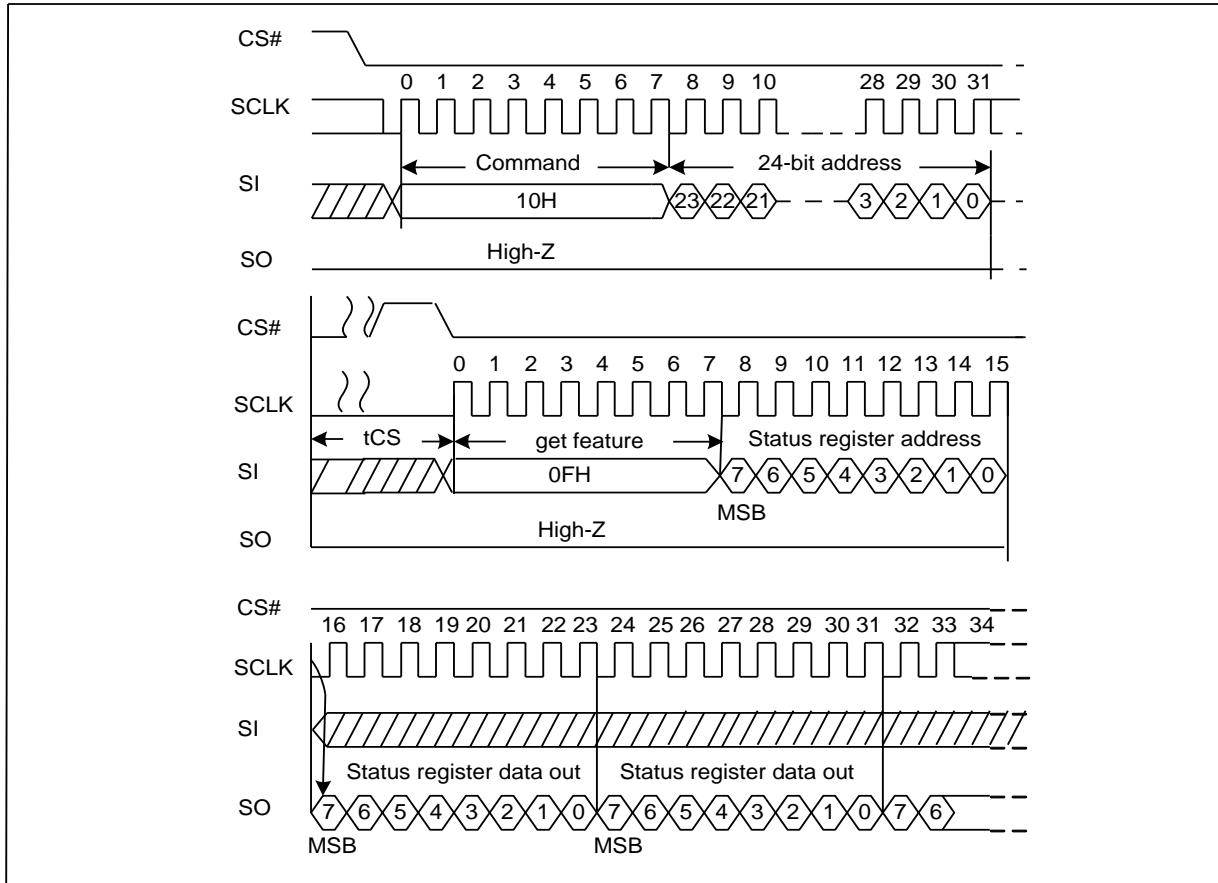 CS#
0 1 2 3 4 5 6 7 8 9 10 28 29 30 31
SCLK
Command 24-bit address
SI 10H 23 22 21 3 2 1 0
High-Z
SO
CS#
0 1 2 3 4 5 6 7 8 9 10 11 12 13 14 15
SCLK
tCS get feature Status register address
SI 0FH 7 6 5 4 3 2 1 0
MSB
High-Z
SO
CS#
16 17 18 19 20 21 22 23 24 25 26 27 28 29 30 31 32 33 34
SCLK
SI
Status register data out Status register data out
SO 7 6 5 4 3 2 1 0 7 6 5 4 3 2 1 0 7 6
MSB MSB